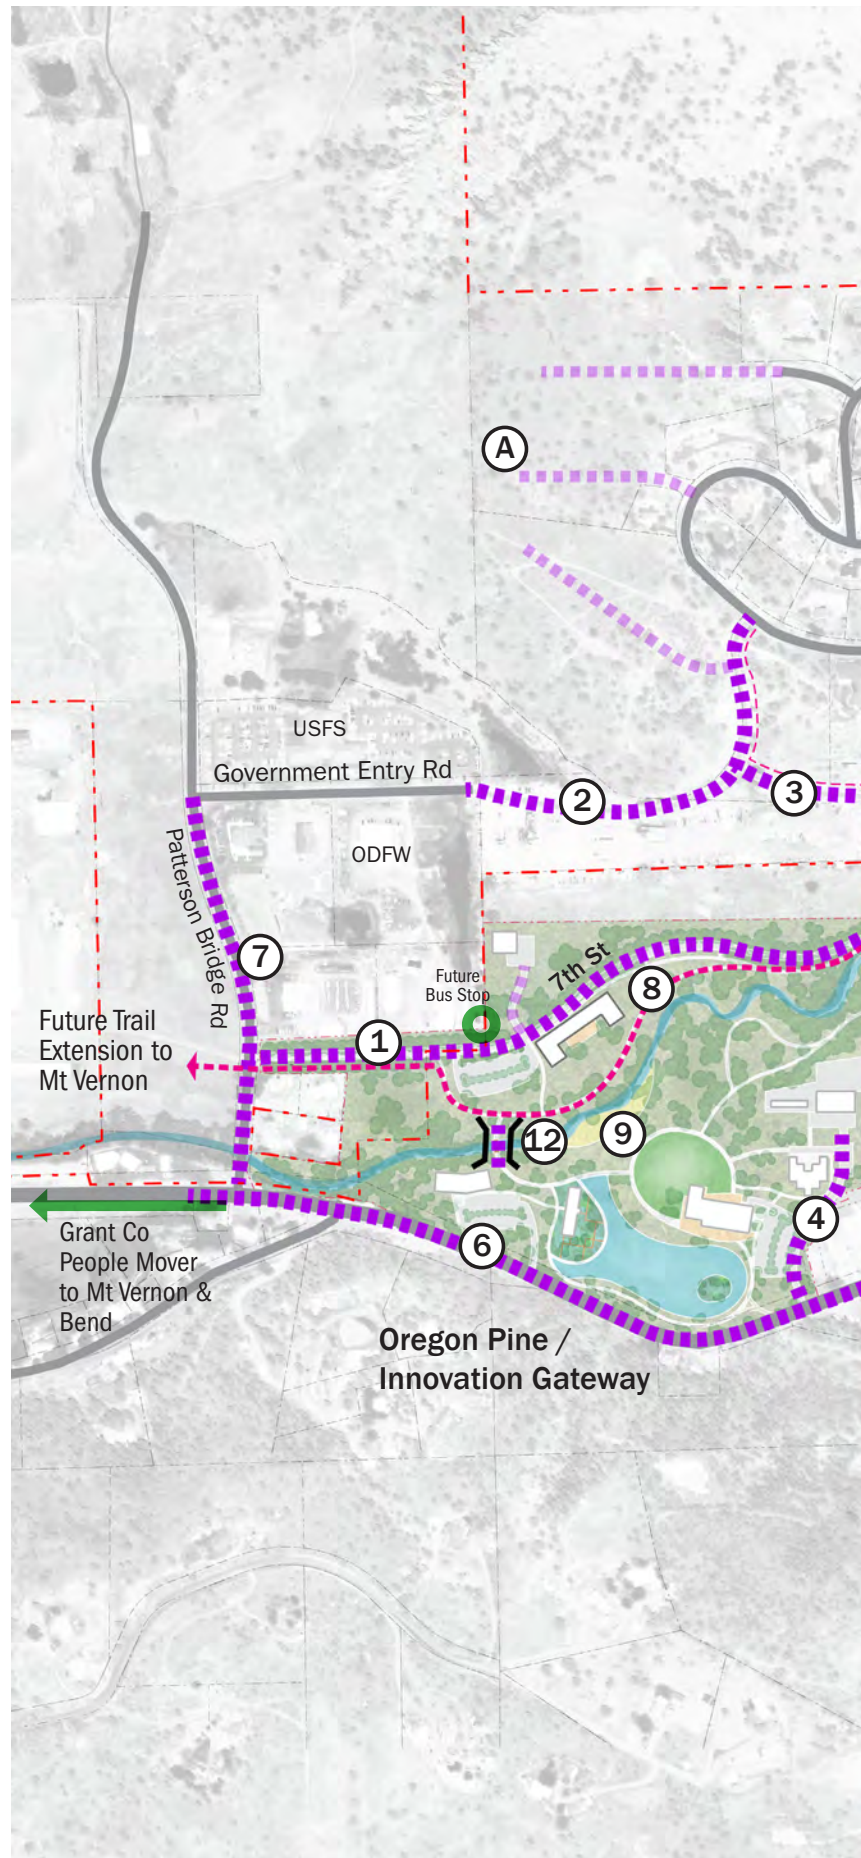 A
USFS
Government Entry Rd
2
3
ODFW
Patterson Bridge Rd
7
Future
Bus Stop
7th St
8
Future Trail
Extension to
Mt Vernon
1
12
9
4
Grant Co
People Mover
to Mt Vernon &
Bend
6
Oregon Pine /
Innovation Gateway